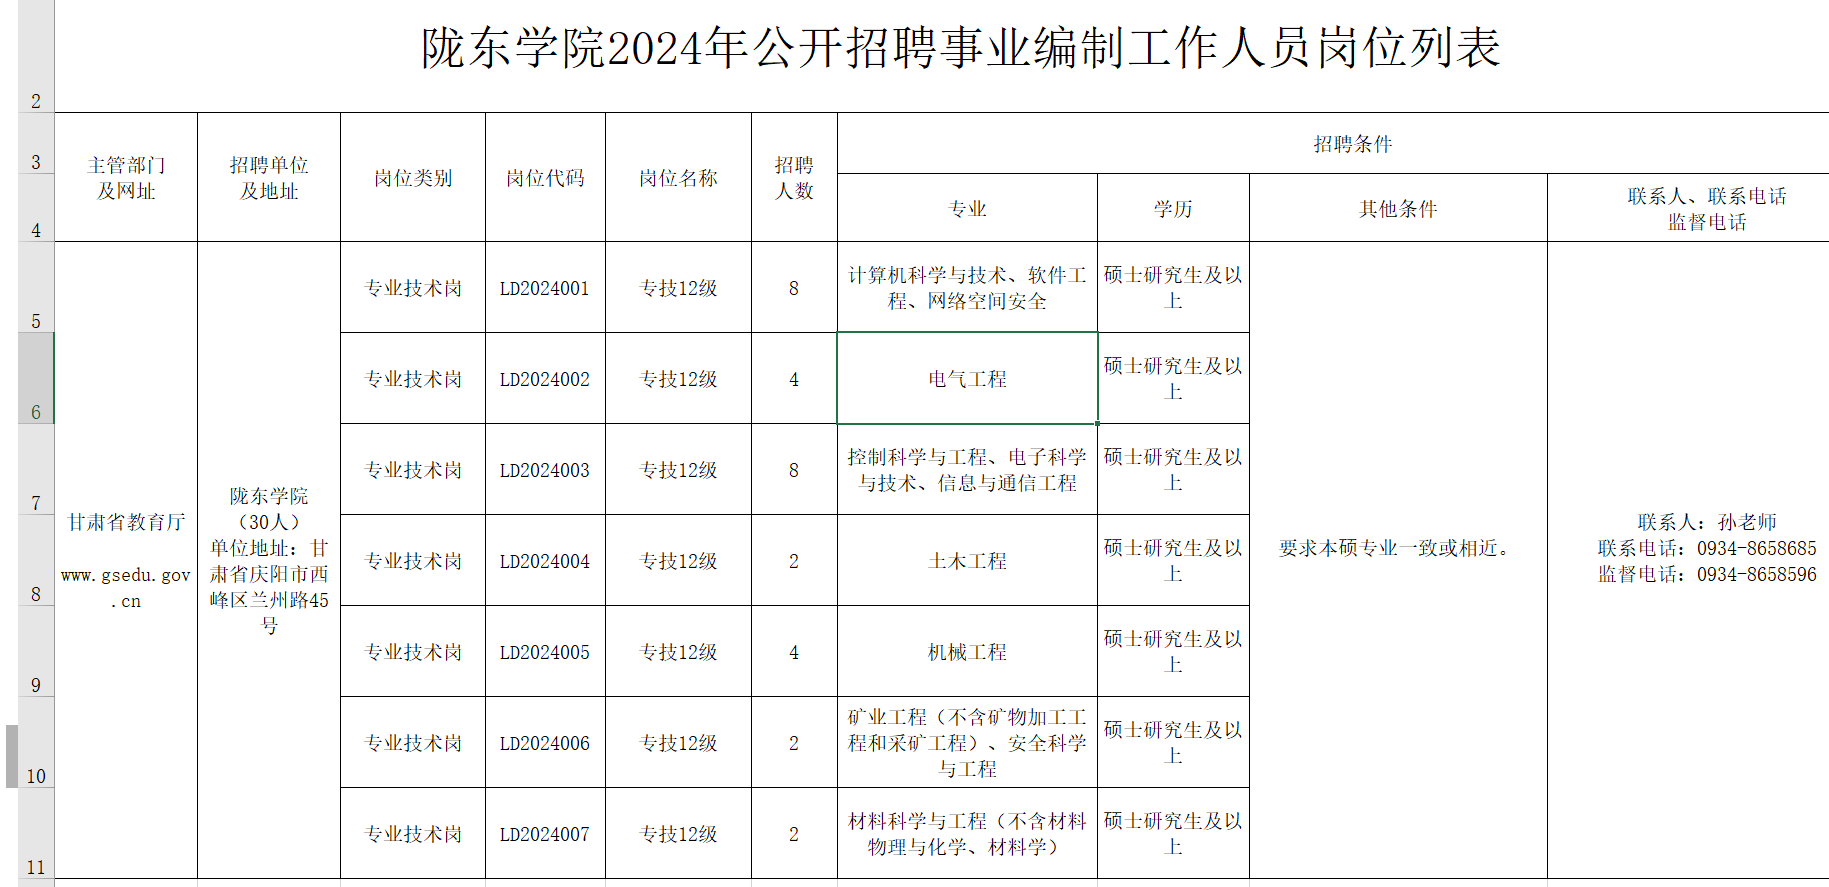 陇东学院2024年公开招聘事业编制工作人员岗位列表
2
3
4
主管部门
及网址
招聘单位
及地址
岗位类别
岗位代码
岗位名称
招聘
人数
招聘条件
专业
学历
其他条件
联系人、联系电话
监督电话
甘肃省教育厅
www.gsedu.gov
.cn
陇东学院
（30人）
单位地址：甘
肃省庆阳市西
峰区兰州路45
号
5
专业技术岗
LD2024001
专技12级
8
计算机科学与技术、软件工
程、网络空间安全
硕士研究生及以
上
6
专业技术岗
LD2024002
专技12级
4
电气工程
硕士研究生及以
上
7
专业技术岗
LD2024003
专技12级
8
控制科学与工程、电子科学
与技术、信息与通信工程
硕士研究生及以
上
8
专业技术岗
LD2024004
专技12级
2
土木工程
硕士研究生及以
上
9
专业技术岗
LD2024005
专技12级
4
机械工程
硕士研究生及以
上
10
专业技术岗
LD2024006
专技12级
2
矿业工程（不含矿物加工工
程和采矿工程）、安全科学
与工程
硕士研究生及以
上
11
专业技术岗
LD2024007
专技12级
2
材料科学与工程（不含材料
物理与化学、材料学）
硕士研究生及以
上
要求本硕专业一致或相近。
联系人：孙老师
联系电话：0934-8658685
监督电话：0934-8658596